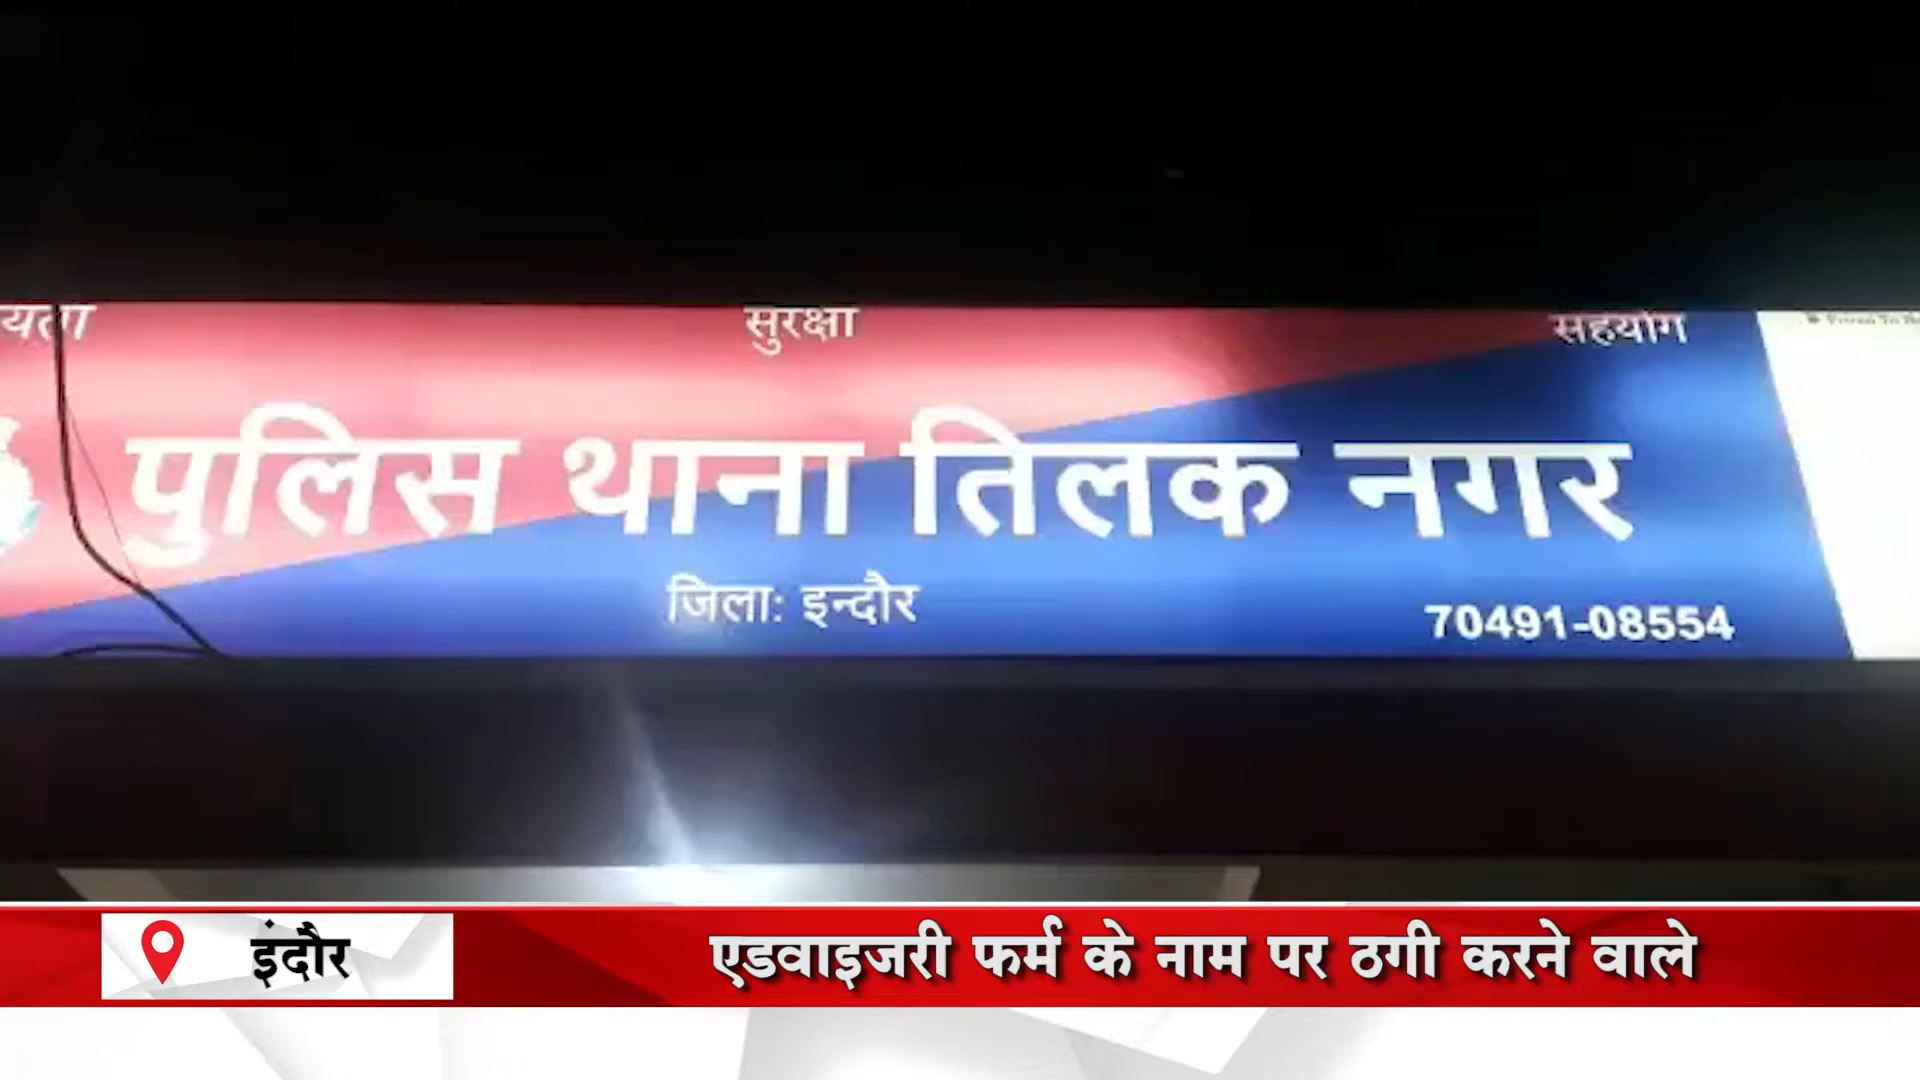 सुरक्षा सहयोग
पुलिस थाना तिलक नगर
जिला: इन्दौर
70491-08554
इंदौर
एडवाइजरी फर्म के नाम पर ठगी करने वाले